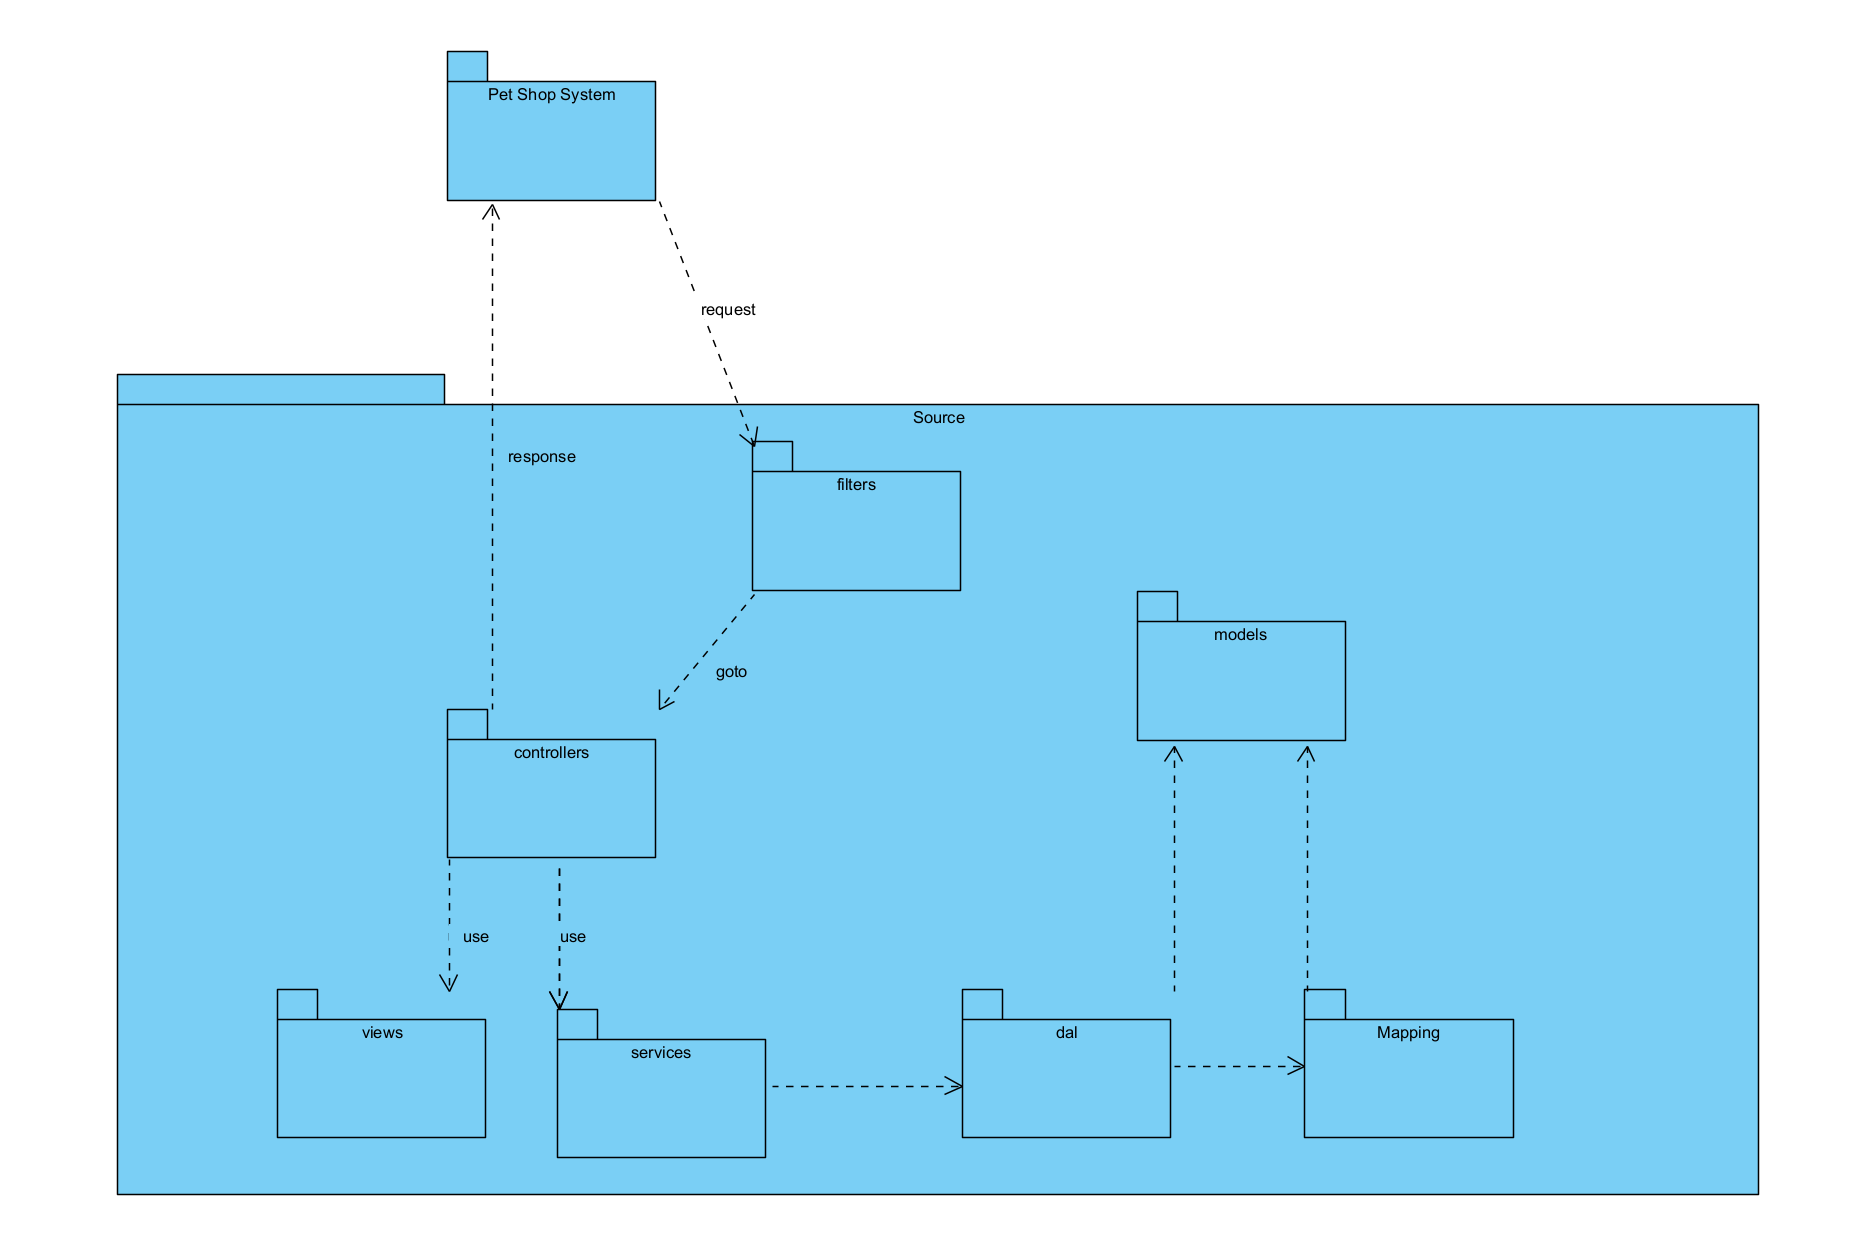 Pet Shop System
request
Source
response
filters
models
goto
controllers
use
use
views
services
dal
Mapping